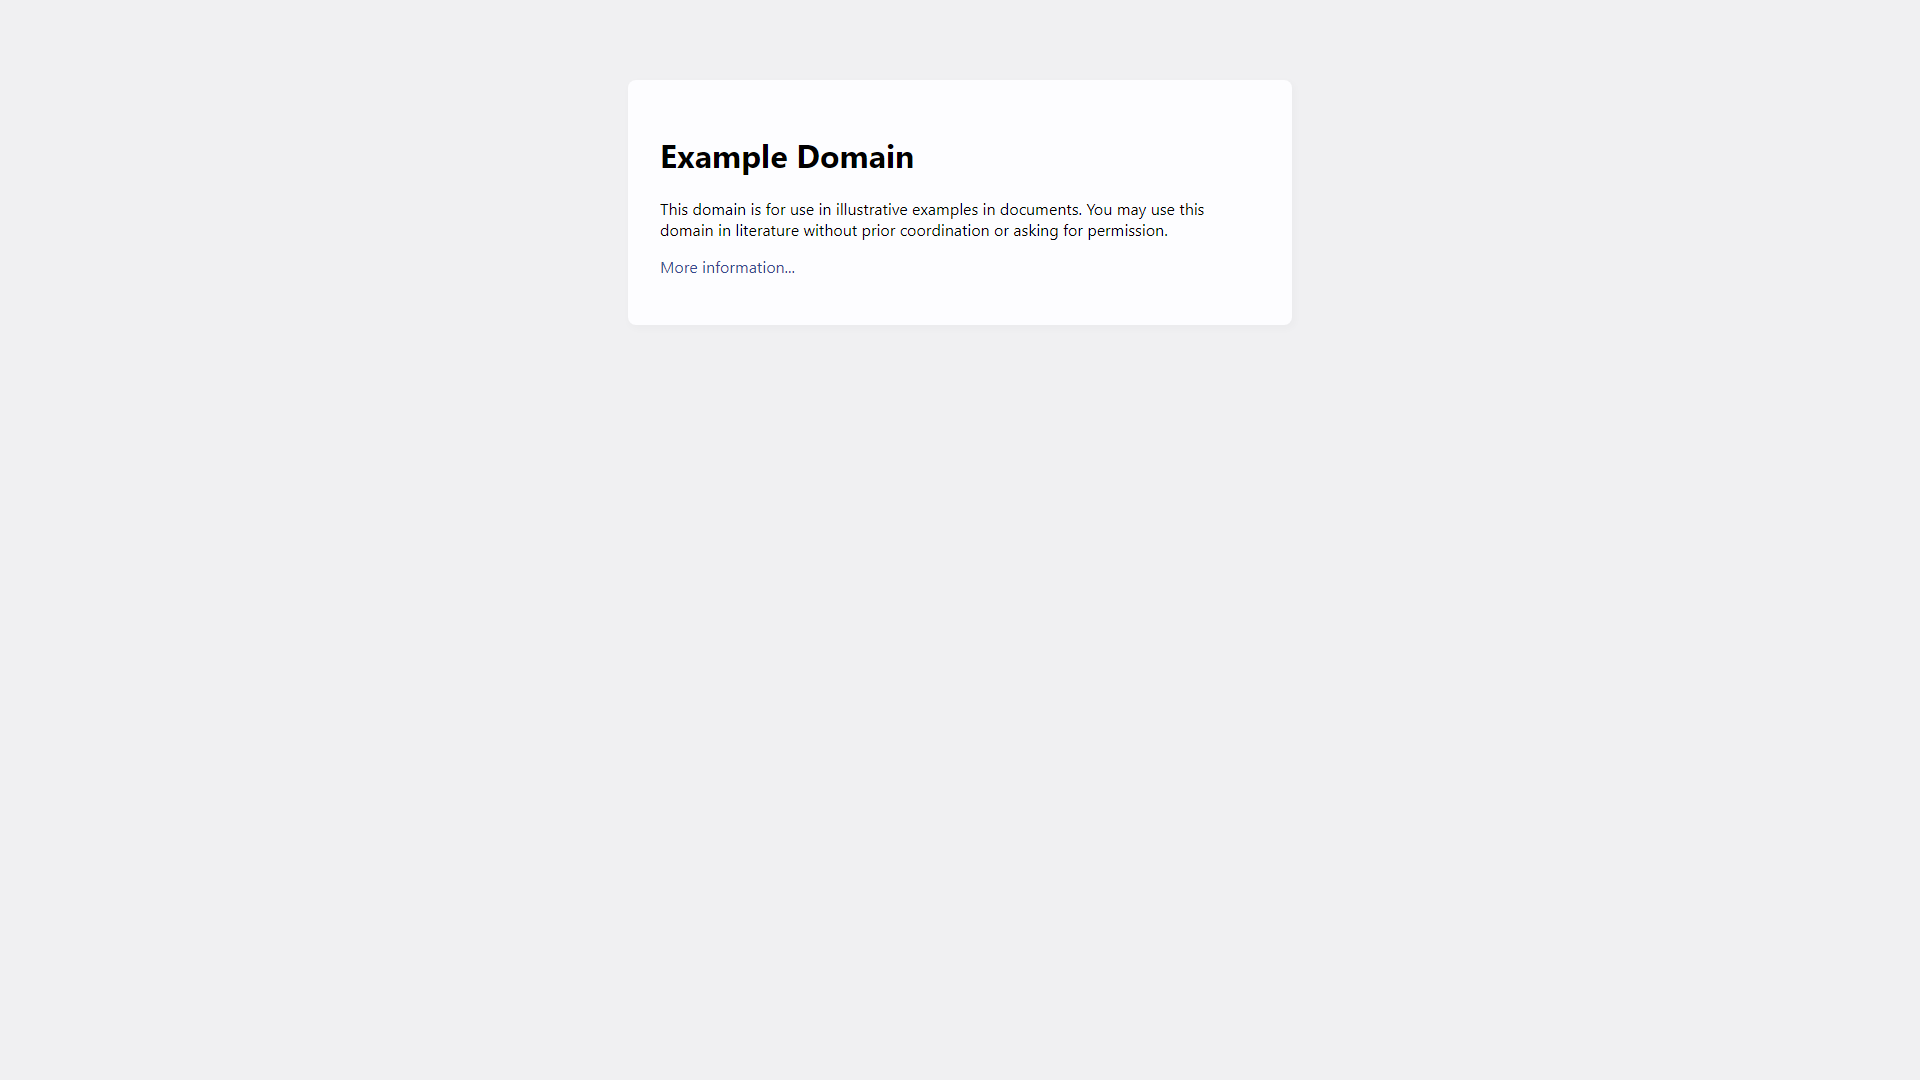 Example Domain
This domain is for use in illustrative examples in documents. You may use this
domain in literature without prior coordination or asking for permission.
More information...